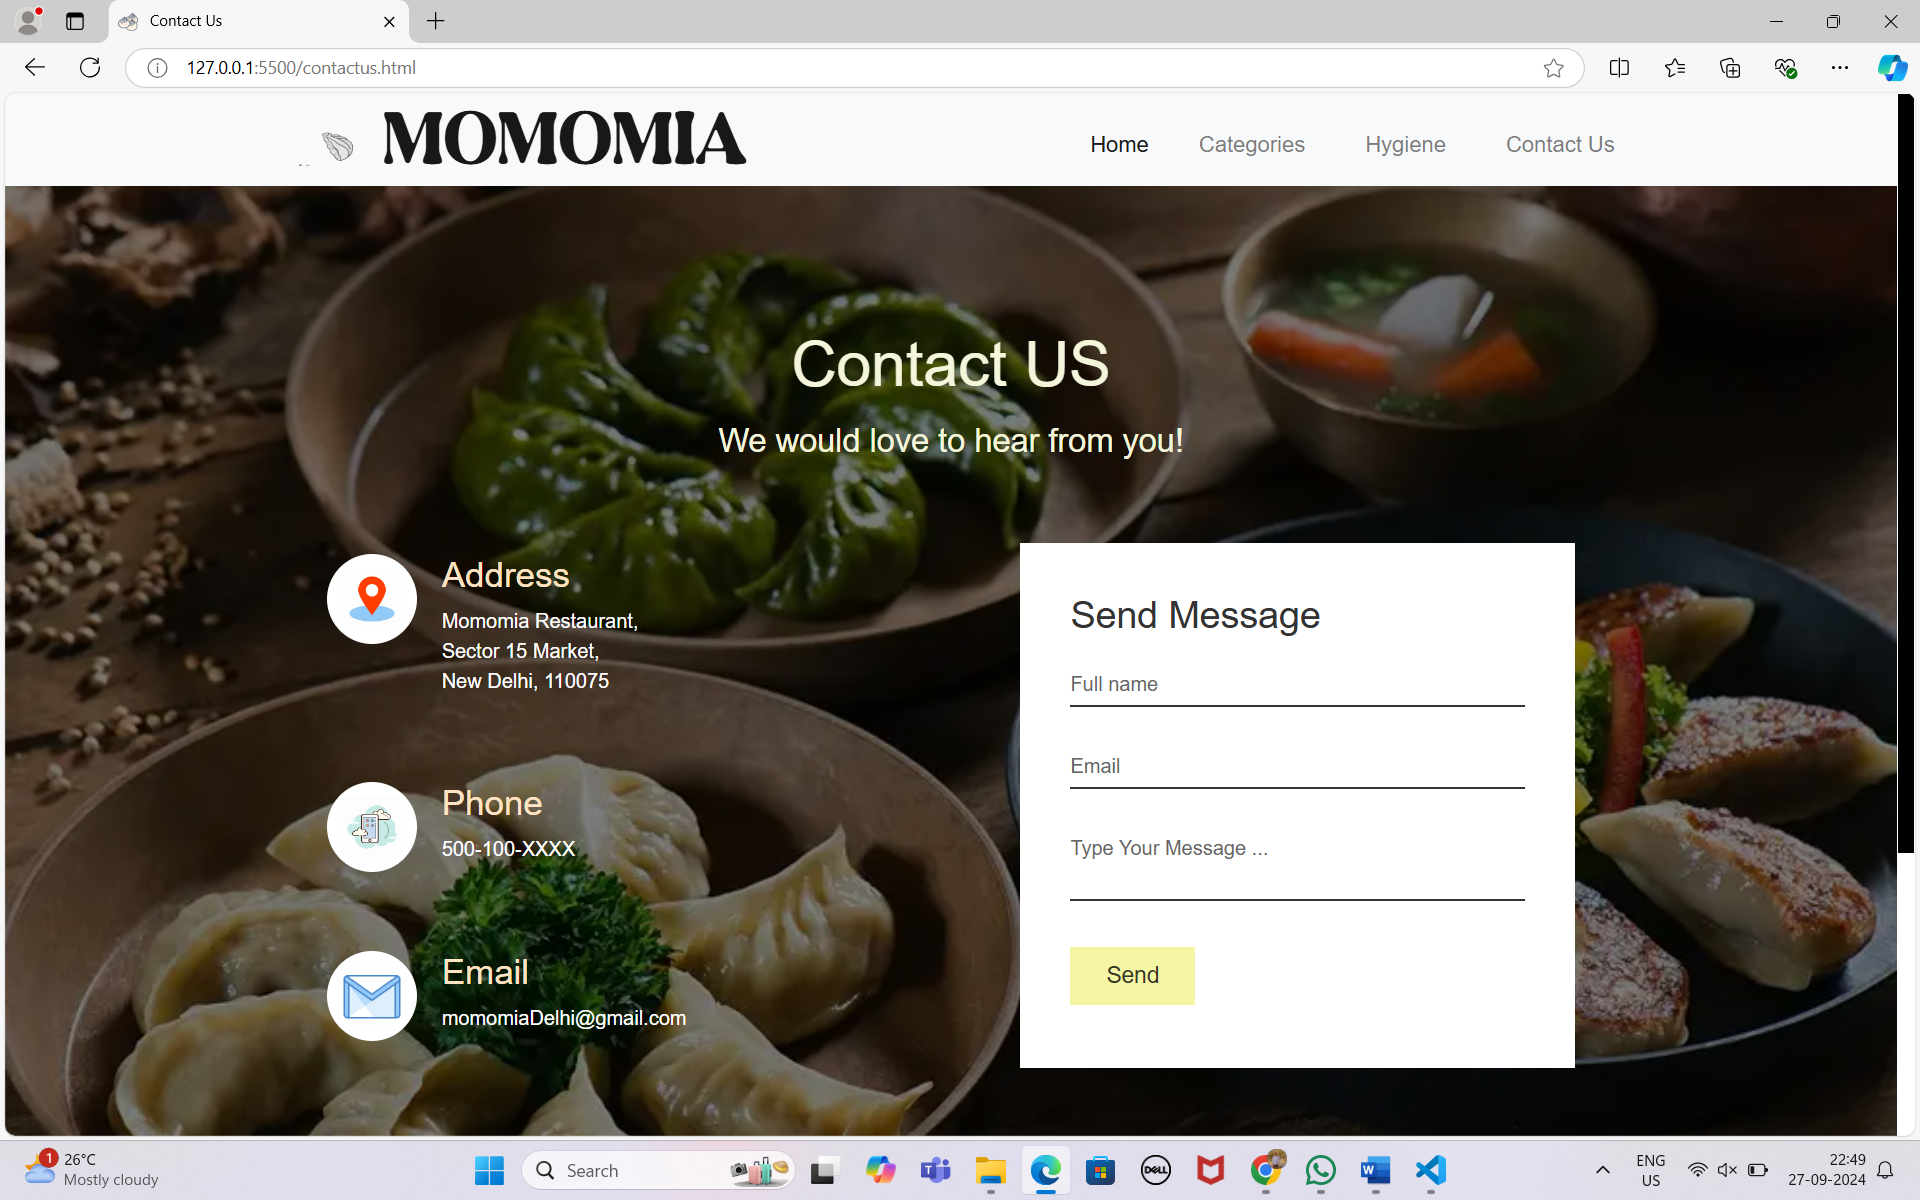 Contact Us
127.0.0.1:5500/contactus.html
MOMOMIA
Home
Categories
Hygiene
Contact Us
Contact US
We would love to hear from you!
Address
Momomia Restaurant,
Sector 15 Market,
New Delhi, 110075
Phone
500-100-XXXX
Email
momomiaDelhi@gmail.com
Send Message
Full name
Email
Type Your Message ...
Send
1
26°C
Mostly cloudy
Search
DELL
ENG
US
22:49
27-09-2024